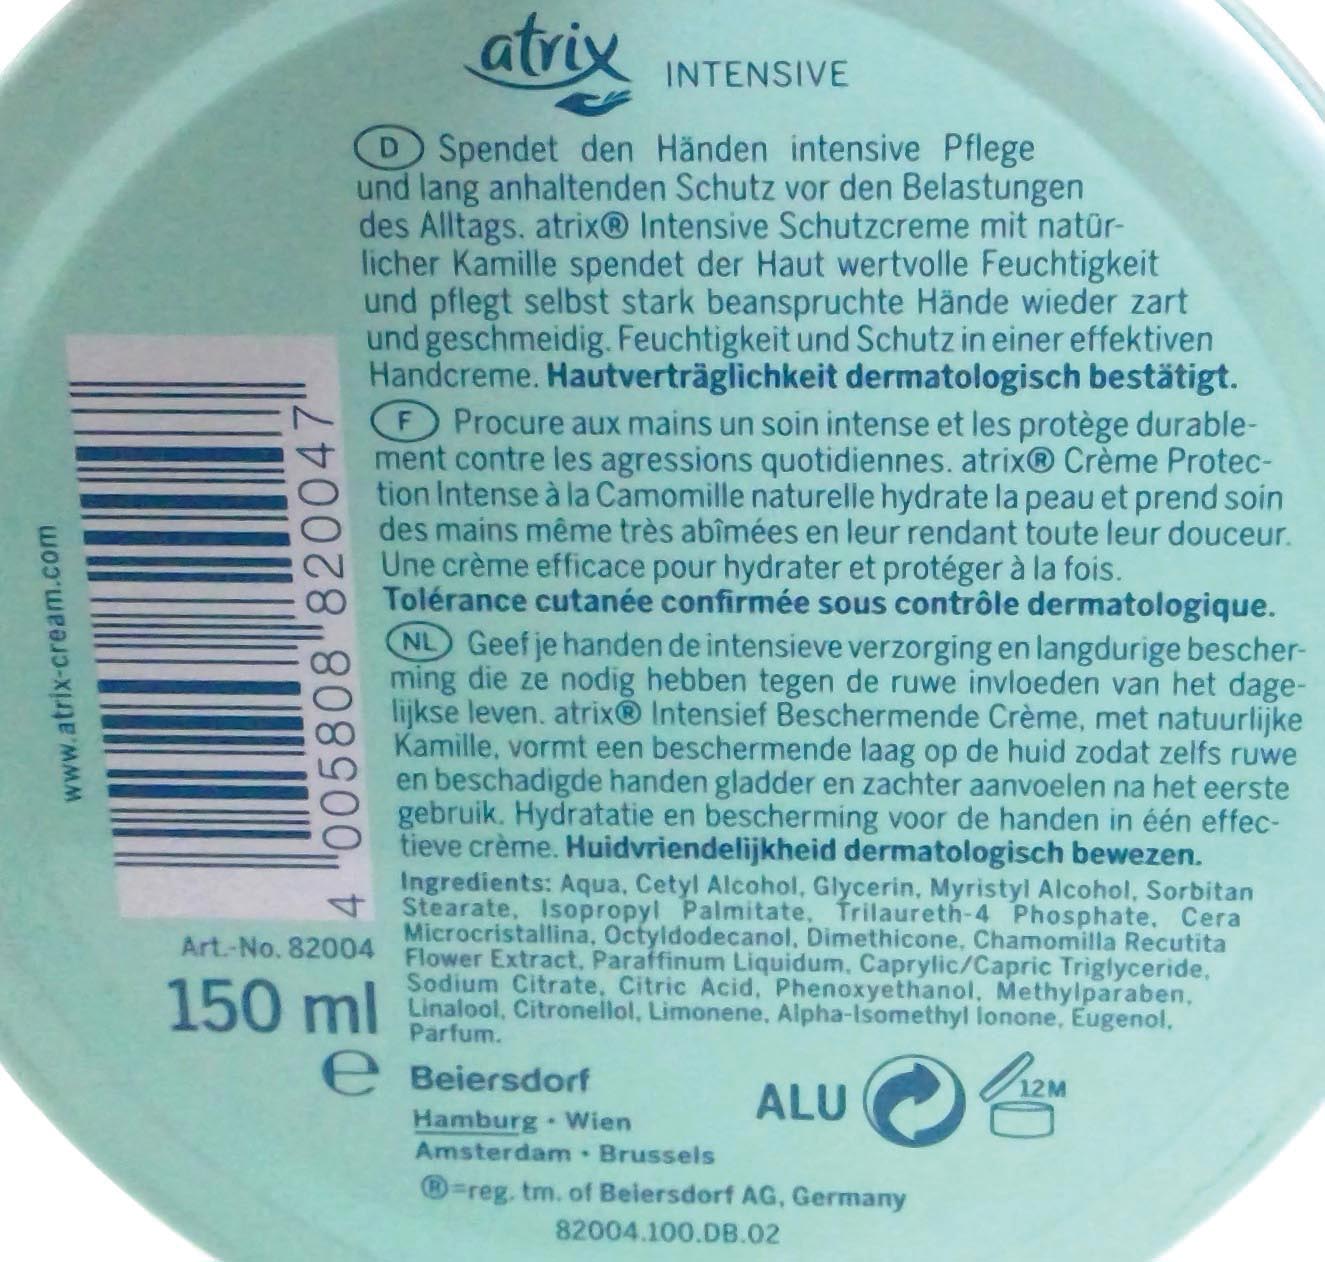 atrix INTENSIVE
D Spendet den Händen intensive Pflege
und lang anhaltenden Schutz vor den Belastungen
des Alltags. atrix® Intensive Schutzcreme mit natür-
licher Kamille spendet der Haut wertvolle Feuchtigkeit
und pflegt selbst stark beanspruchte Hände wieder zart
und geschmeidig. Feuchtigkeit und Schutz in einer effektiven
Handcreme. Hautverträglichkeit dermatologisch bestätigt.
F Procure aux mains un soin intense et les protège durable-
ment contre les agressions quotidiennes. atrix® Crème Protec-
tion Intense à la Camomille naturelle hydrate la peau et prend soin
des mains même très abîmées en leur rendant toute leur douceur.
Une crème efficace pour hydrater et protéger à la fois.
Tolérance cutanée confirmée sous contrôle dermatologique.
NL Geef je handen de intensieve verzorging en langdurige bescher-
ming die ze nodig hebben tegen de ruwe invloeden van het dage-
lijkse leven. atrix® Intensief Beschermende Crème, met natuurlijke
Kamille, vormt een beschermende laag op de huid zodat zelfs ruwe
en beschadigde handen gladder en zachter aanvoelen na het eerste
gebruik. Hydratatie en bescherming voor de handen in één effec-
tieve crème. Huidvriendelijkheid dermatologisch bewezen.
Ingredients: Aqua, Cetyl Alcohol, Glycerin, Myristyl Alcohol, Sorbitan
Stearate, Isopropyl Palmitate, Trilaureth-4 Phosphate, Cera
Microcristallina, Octyldodecanol, Dimethicone, Chamomilla Recutita
Flower Extract, Paraffinum Liquidum, Caprylic/Capric Triglyceride,
Sodium Citrate, Citric Acid, Phenoxyethanol, Methylparaben,
Linalool, Citronellol, Limonene, Alpha-Isomethyl Ionone, Eugenol,
Parfum.
www.atrix-cream.com
4 005808 820047
Art.-No. 82004
150 ml
e
Beiersdorf
Hamburg • Wien
Amsterdam • Brussels
ALU
12M
®=reg. tm. of Beiersdorf AG, Germany
82004.100.DB.02